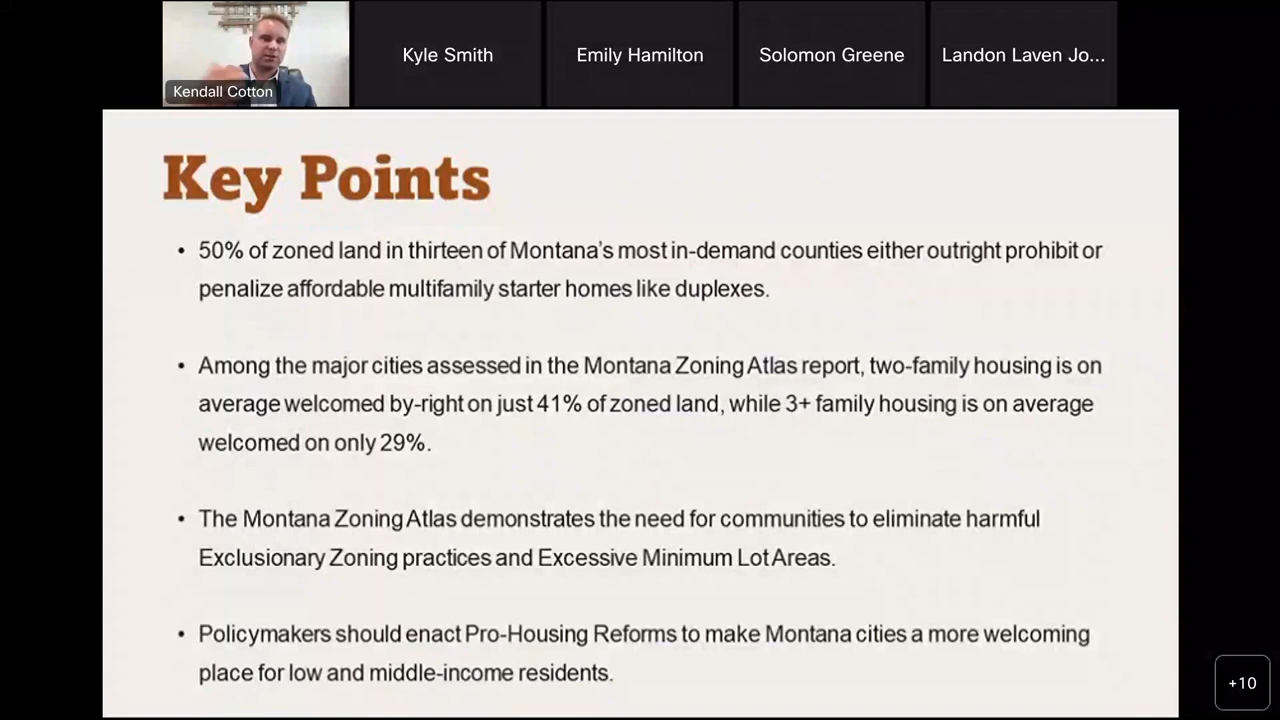 Kendall Cotton
Kyle Smith
Emily Hamilton
Solomon Greene
Landon Laven Jo...
Key Points
• 50% of zoned land in thirteen of Montana’s most in-demand counties either outright prohibit or
penalize affordable multifamily starter homes like duplexes.
• Among the major cities assessed in the Montana Zoning Atlas report, two-family housing is on
average welcomed by-right on just 41% of zoned land, while 3+ family housing is on average
welcomed on only 29%.
• The Montana Zoning Atlas demonstrates the need for communities to eliminate harmful
Exclusionary Zoning practices and Excessive Minimum Lot Areas.
• Policymakers should enact Pro-Housing Reforms to make Montana cities a more welcoming
place for low and middle-income residents.
+10